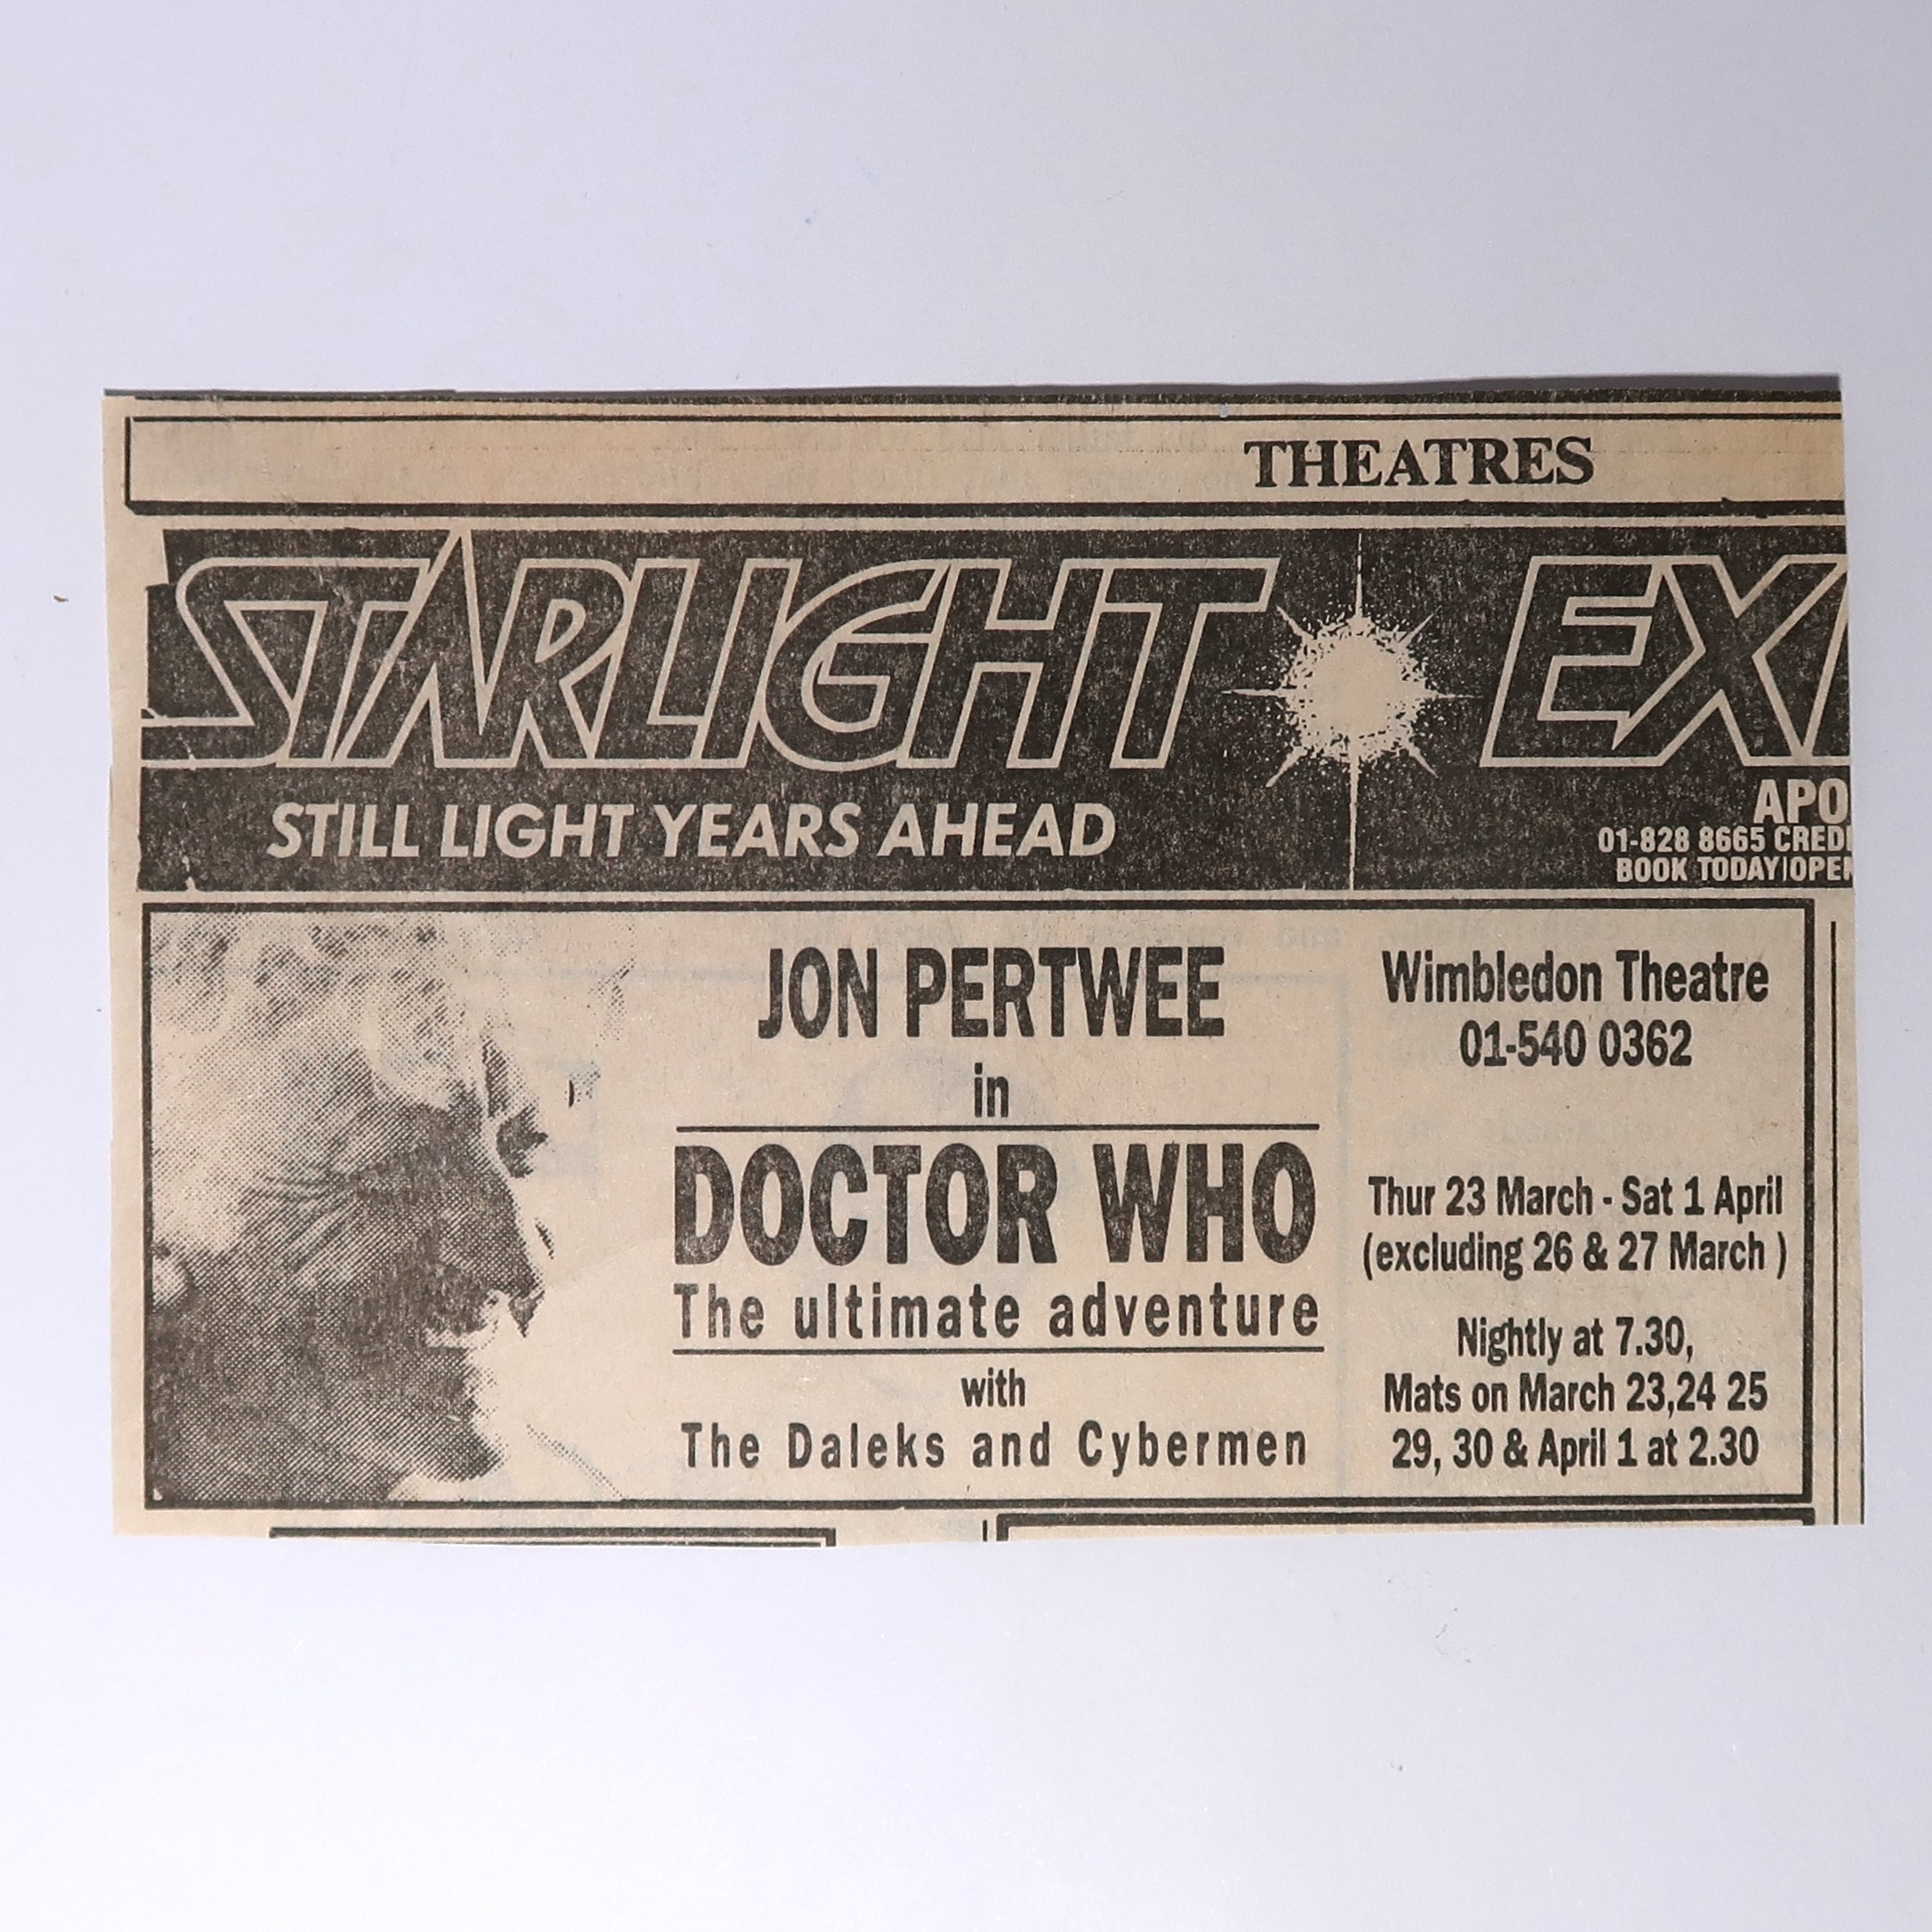 THEATRES
STARLIGHT EX
STILL LIGHT YEARS AHEAD
APO
01-828 8665 CREDI
BOOK TODAY|OPEN
JON PERTWEE
in
DOCTOR WHO
The ultimate adventure
with
The Daleks and Cybermen
Wimbledon Theatre
01-540 0362
Thur 23 March - Sat 1 April
(excluding 26 & 27 March )
Nightly at 7.30,
Mats on March 23,24 25
29, 30 & April 1 at 2.30